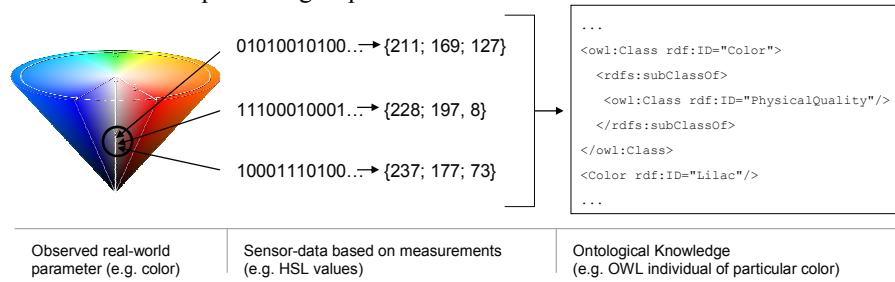 01010010100... {211; 169; 127}
11100010001... {228; 197, 8}
10001110100... {237; 177; 73}
...
<owl:Class rdf:ID="Color">
<rdfs:subClassOf>
<owl:Class rdf:ID="PhysicalQuality"/>
</rdfs:subClassOf>
</owl:Class>
<Color rdf:ID="Lilac"/>
...
Observed real-world
parameter (e.g. color)
Sensor-data based on measurements
(e.g. HSL values)
Ontological Knowledge
(e.g. OWL individual of particular color)